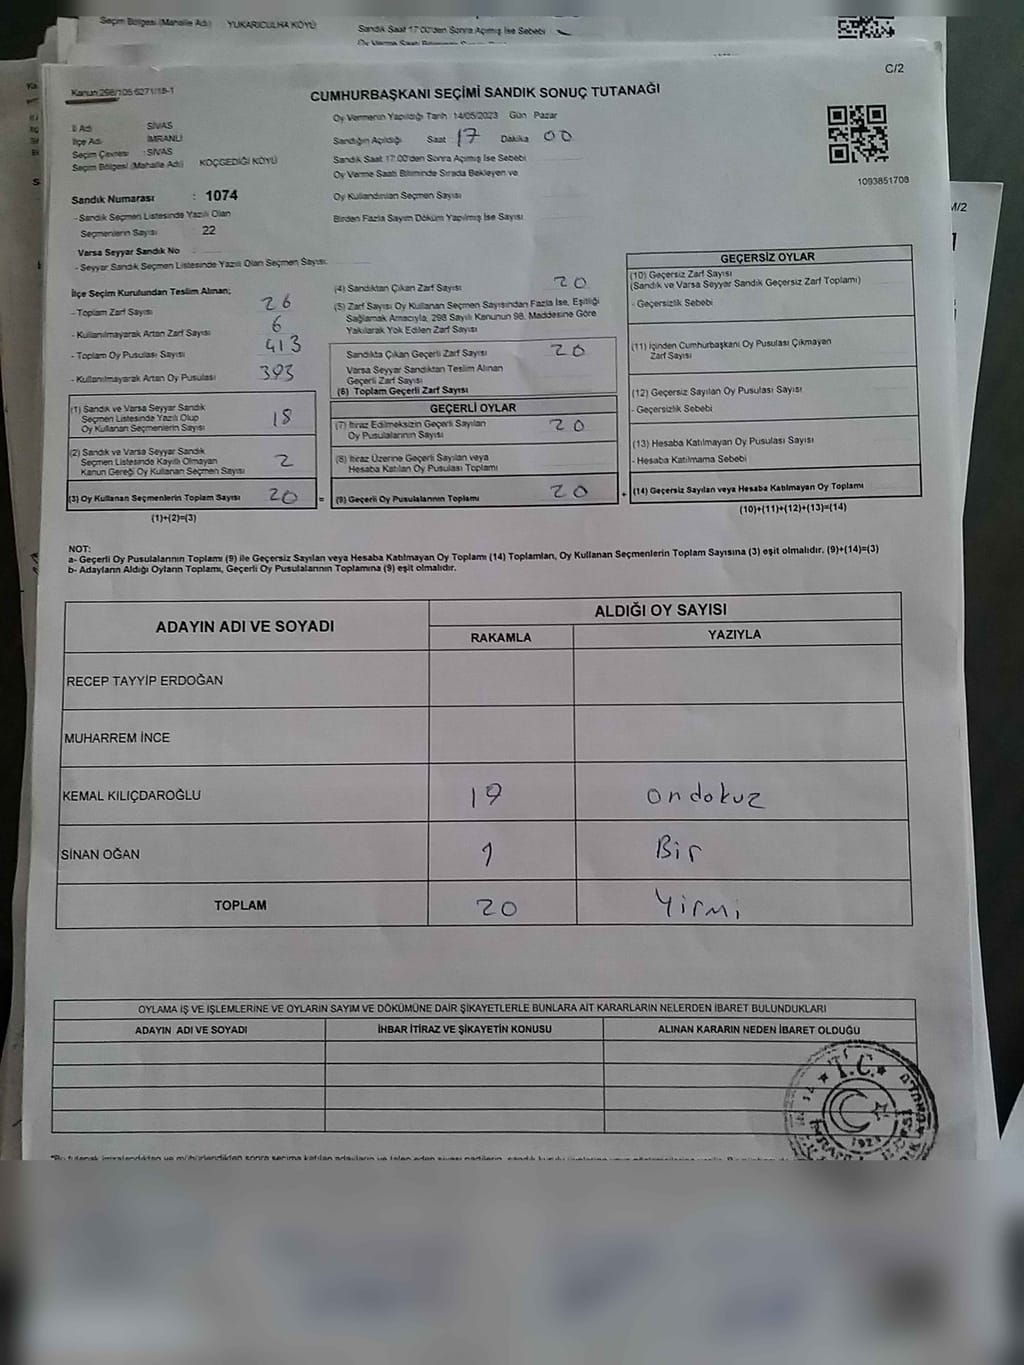 Seçim Bölgesi (Mahalle Adı) YUKARICULHA KÖYÜ
Sandık Saat 17:00'den Sonra Açımış İse Sebebi
C/2
Kanun:298/105 6271/18-1
CUMHURBAŞKANI SEÇİMİ SANDIK SONUÇ TUTANAĞI
İl Adı SİVAS
İlçe Adı İMRANLI
Seçim Çevresi : SİVAS
Seçim Bölgesi (Mahalle Adı) KOÇGEDİĞİ KÖYÜ
Oy Vermenin Yapıldığı Tarih 14/05/2023 Gün Pazar
Sandığın Açıldığı Saat 17 Dakika 00
Sandık Saat 17:00'den Sonra Açımış İse Sebebi
Oy Verme Saati Bitiminde Sırada Bekleyen ve
Oy Kullandırılan Seçmen Sayısı
Birden Fazla Sayım Döküm Yapılmış İse Sayısı
1093851708
Sandık Numarası : 1074
- Sandık Seçmen Listesinde Yazılı Olan
Seçmenlerin Sayısı 22
Varsa Seyyar Sandık No
- Seyyar Sandık Seçmen Listesinde Yazılı Olan Seçmen Sayısı:
M/2
İlçe Seçim Kurulundan Teslim Alınan;
- Toplam Zarf Sayısı 26
- Kullanılmayarak Artan Zarf Sayısı 6
- Toplam Oy Pusulası Sayısı 413
- Kullanılmayarak Artan Oy Pusulası 393
(1) Sandık ve Varsa Seyyar Sandık
Seçmen Listesinde Yazılı Olup
Oy Kullanan Seçmenlerin Sayısı 18
(2) Sandık ve Varsa Seyyar Sandık
Seçmen Listesinde Kayıtlı Olmayan
Kanun Gereği Oy Kullanan Seçmen Sayısı 2
(3) Oy Kullanan Seçmenlerin Toplam Sayısı 20 =
(1)+(2)=(3)
(4) Sandıktan Çıkan Zarf Sayısı 20
(5) Zarf Sayısı Oy Kullanan Seçmen Sayısından Fazla İse, Eşitliği
Sağlamak Amacıyla, 298 Sayılı Kanunun 98. Maddesine Göre
Yakılarak Yok Edilen Zarf Sayısı
Sandıkta Çıkan Geçerli Zarf Sayısı 20
Varsa Seyyar Sandıktan Teslim Alınan
Geçerli Zarf Sayısı
(6) Toplam Geçerli Zarf Sayısı
GEÇERLİ OYLAR
(7) İtiraz Edilmeksizin Geçerli Sayılan
Oy Pusulalarının Sayısı 20
(8) İtiraz Üzerine Geçerli Sayılan veya
Hesaba Katılan Oy Pusulası Toplamı
(9) Geçerli Oy Pusulalarının Toplamı 20 +
GEÇERSİZ OYLAR
(10) Geçersiz Zarf Sayısı
(Sandık ve Varsa Seyyar Sandık Geçersiz Zarf Toplamı)
- Geçersizlik Sebebi
(11) İçinden Cumhurbaşkanı Oy Pusulası Çıkmayan
Zarf Sayısı
(12) Geçersiz Sayılan Oy Pusulası Sayısı
- Geçersizlik Sebebi
(13) Hesaba Katılmayan Oy Pusulası Sayısı
- Hesaba Katılmama Sebebi
(14) Geçersiz Sayılan veya Hesaba Katılmayan Oy Toplamı
(10)+(11)+(12)+(13)=(14)
NOT:
a- Geçerli Oy Pusulalarının Toplamı (9) ile Geçersiz Sayılan veya Hesaba Katılmayan Oy Toplamı (14) Toplamları, Oy Kullanan Seçmenlerin Toplam Sayısına (3) eşit olmalıdır. (9)+(14)=(3)
b- Adayların Aldığı Oyların Toplamı, Geçerli Oy Pusulalarının Toplamına (9) eşit olmalıdır.
ADAYIN ADI VE SOYADI ALDIĞI OY SAYISI
RAKAMLA YAZIYLA
RECEP TAYYİP ERDOĞAN
MUHARREM İNCE
KEMAL KILIÇDAROĞLU 19 ondokuz
SİNAN OĞAN 1 Bir
TOPLAM 20 Yirmi
OYLAMA İŞ VE İŞLEMLERİNE VE OYLARIN SAYIM VE DÖKÜMÜNE DAİR ŞİKAYETLERLE BUNLARA AİT KARARLARIN NELERDEN İBARET BULUNDUKLARI
ADAYIN ADI VE SOYADI İHBAR İTİRAZ VE ŞİKAYETİN KONUSU ALINAN KARARIN NEDEN İBARET OLDUĞU
T.C.